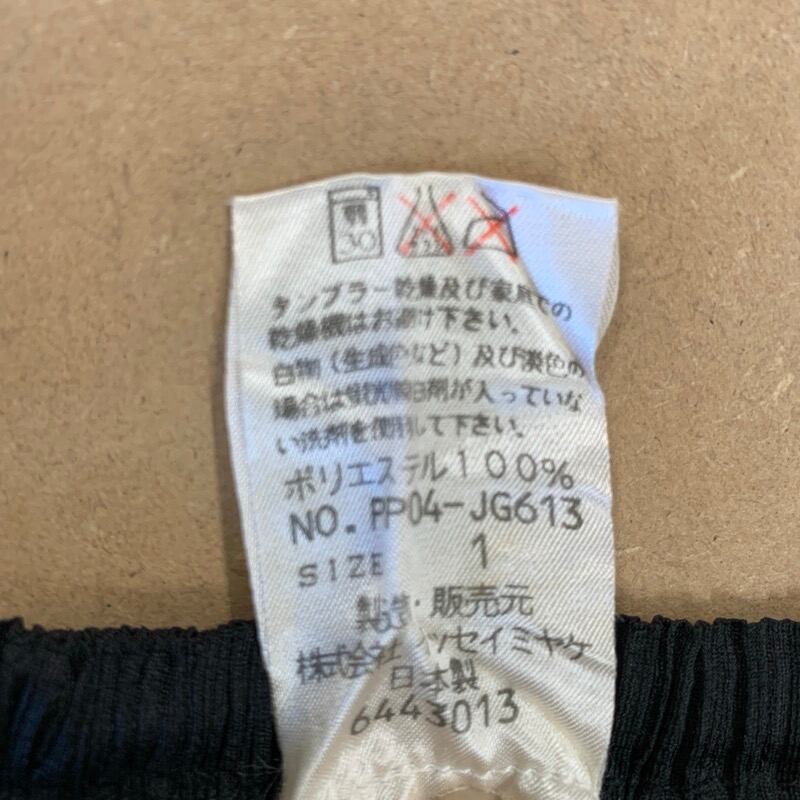 弱
30
タンブラー乾燥及び家庭での
乾燥機はお避け下さい。
白物(生成りなど)及び淡色の
場合は蛍光増白剤が入っていな
い洗剤を使用して下さい。
ポリエステル100%
NO. PP04-JG613
SIZE 1
製造・販売元
株式会社イッセイミヤケ
日本製
6443013